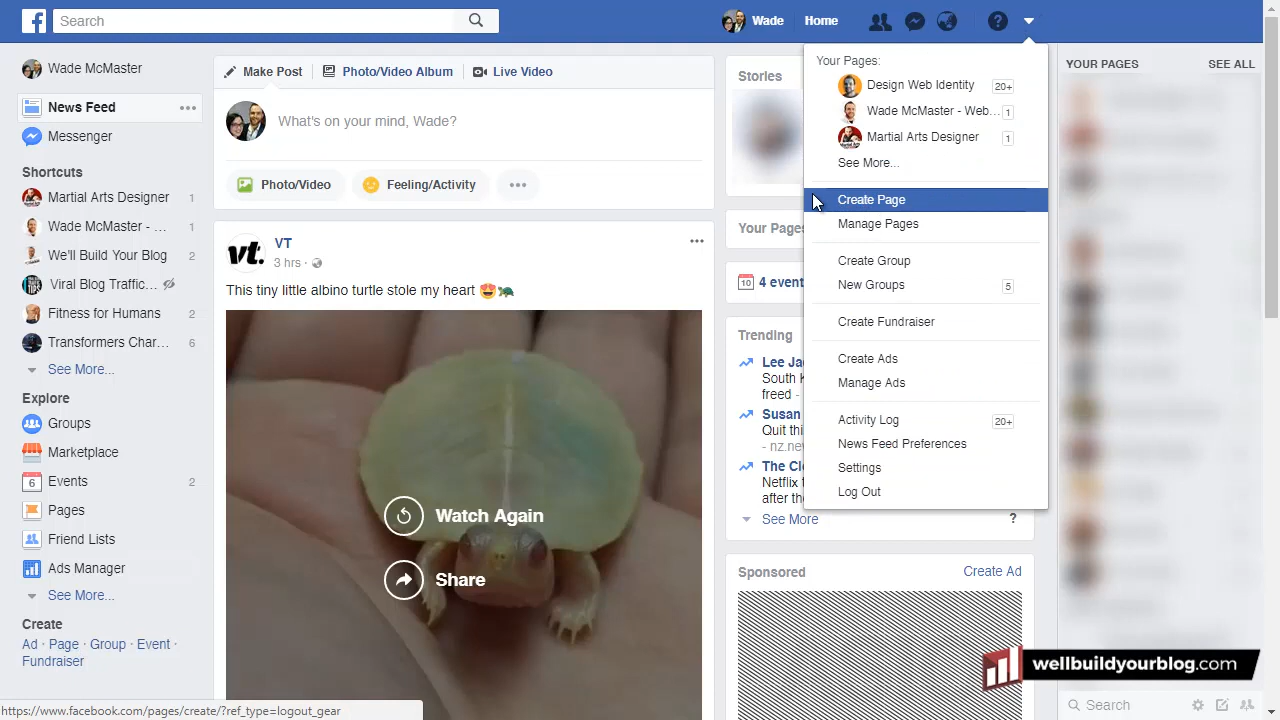 Search
Wade
Home
Wade McMaster
News Feed
Messenger
Shortcuts
Martial Arts Designer 1
Wade McMaster - ... 1
We'll Build Your Blog 2
Viral Blog Traffic...
Fitness for Humans 2
Transformers Char... 6
See More...
Explore
Groups
Marketplace
Events 2
6
Pages
Friend Lists
Ads Manager
See More...
Create
Ad · Page · Group · Event ·
Fundraiser
Make Post
Photo/Video Album
Live Video
What's on your mind, Wade?
Photo/Video
Feeling/Activity
vt.
VT
3 hrs ·
This tiny little albino turtle stole my heart 😍🐢
Watch Again
Share
Stories
Your Pages
10
4 event
Trending
Lee Ja
South K
freed -
Susan
Quit thi
- nz.nev
The Cl
Netflix t
after the
See More
?
Sponsored
Create Ad
Your Pages:
Design Web Identity 20+
Wade McMaster - Web... 1
Martial Arts Designer 1
See More...
Create Page
Manage Pages
Create Group
New Groups 5
Create Fundraiser
Create Ads
Manage Ads
Activity Log 20+
News Feed Preferences
Settings
Log Out
YOUR PAGES
SEE ALL
wellbuildyourblog.com
Search
https://www.facebook.com/pages/create/?ref_type=logout_gear